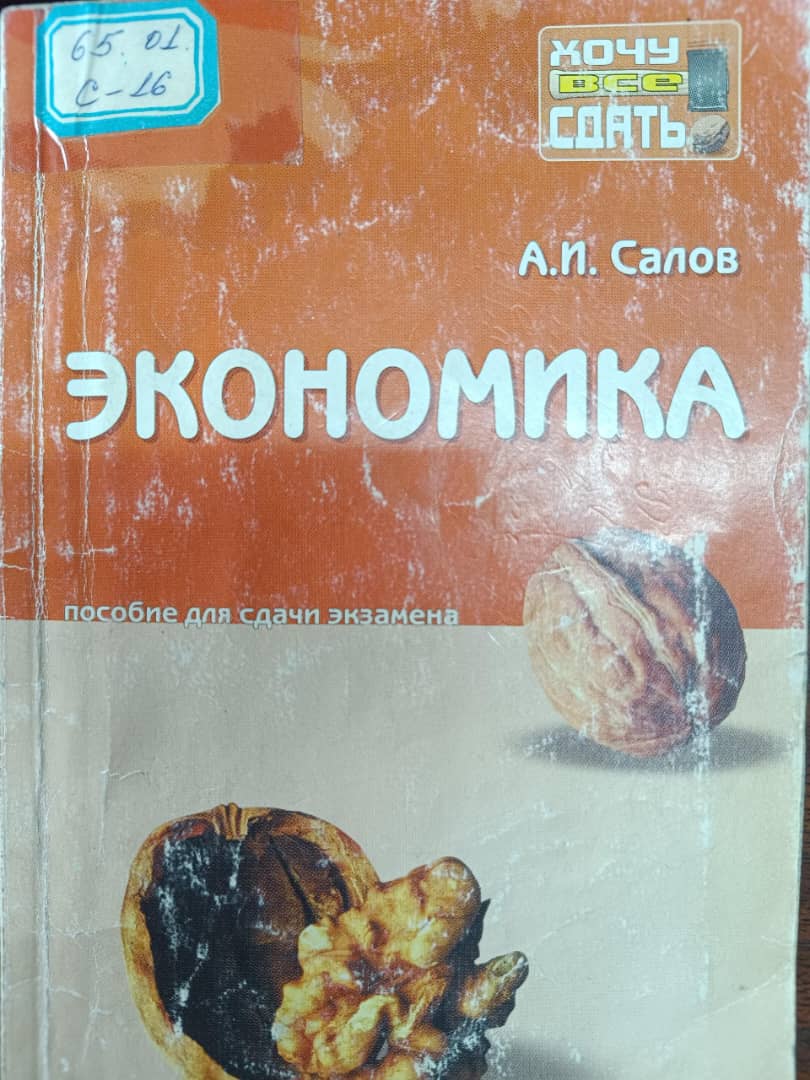 65.01.
С-16
ХОЧУ
все
СДАТЬ!
А.И. Салов
ЭКОНОМИКА
пособие для сдачи экзамена